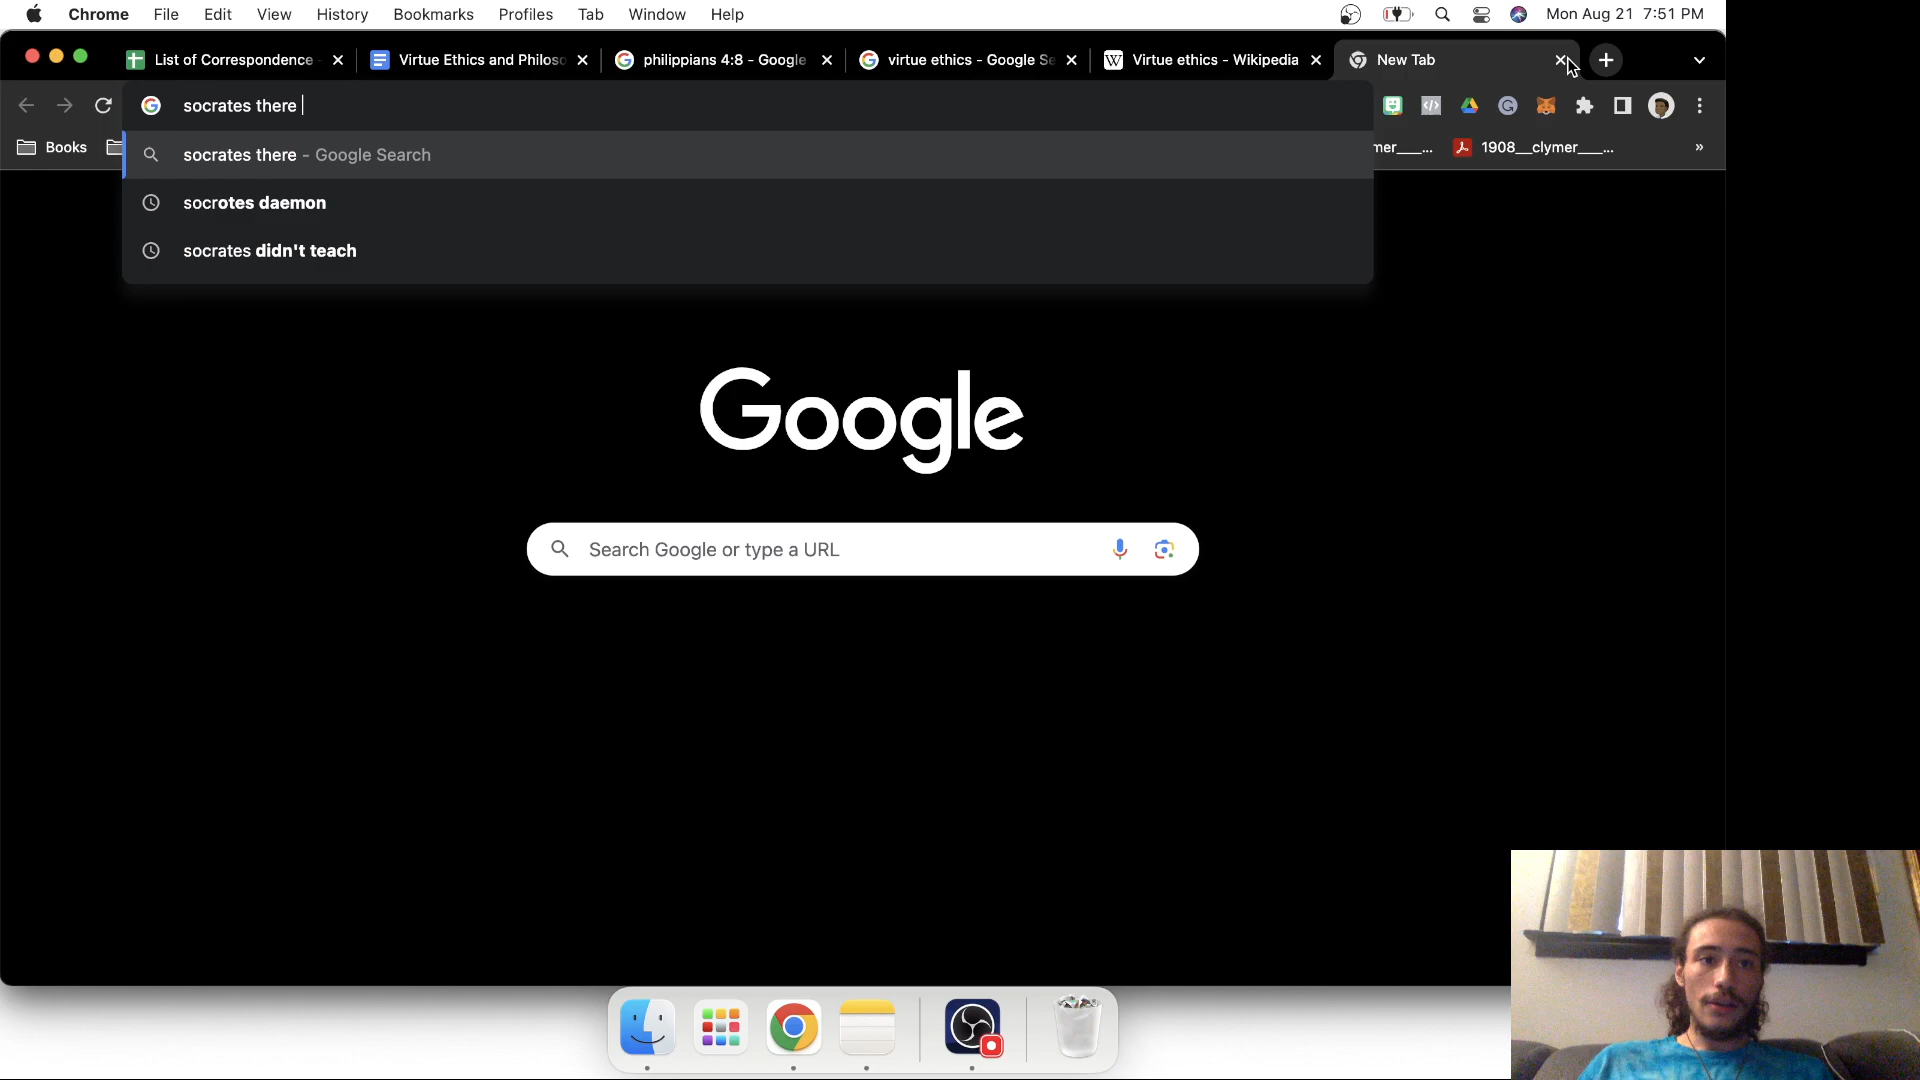 Chrome File Edit View History Bookmarks Profiles Tab Window Help Mon Aug 21 7:51 PM
List of Correspondence - Virtue Ethics and Philoso philippians 4:8 - Google virtue ethics - Google Se Virtue ethics - Wikipedia New Tab
socrates there
Books mer____... 1908__clymer____... »
socrates there - Google Search
socrotes daemon
socrates didn't teach
Google
Search Google or type a URL